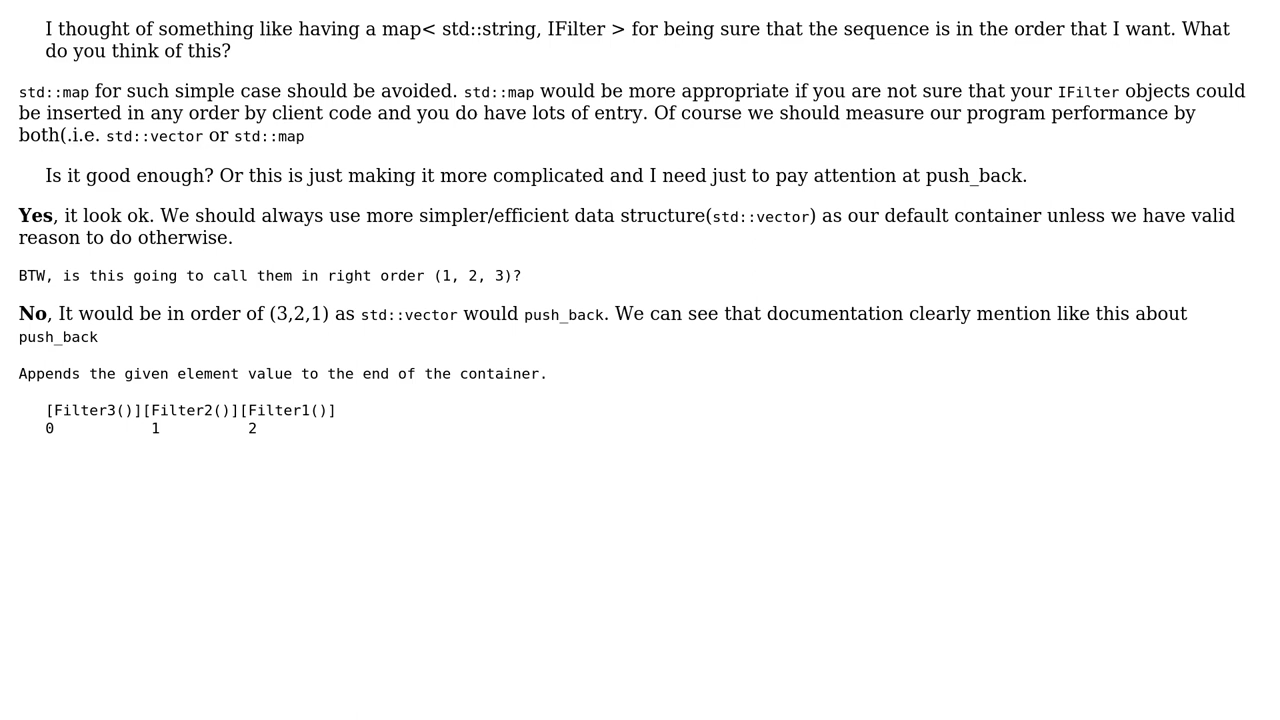 I thought of something like having a map< std::string, IFilter > for being sure that the sequence is in the order that I want. What
do you think of this?
std::map for such simple case should be avoided. std::map would be more appropriate if you are not sure that your IFilter objects could
be inserted in any order by client code and you do have lots of entry. Of course we should measure our program performance by
both(.i.e. std::vector or std::map
Is it good enough? Or this is just making it more complicated and I need just to pay attention at push_back.
Yes, it look ok. We should always use more simpler/efficient data structure(std::vector) as our default container unless we have valid
reason to do otherwise.
BTW, is this going to call them in right order (1, 2, 3)?
No, It would be in order of (3,2,1) as std::vector would push_back. We can see that documentation clearly mention like this about
push_back
Appends the given element value to the end of the container.
[Filter3()][Filter2()][Filter1()]
0 1 2